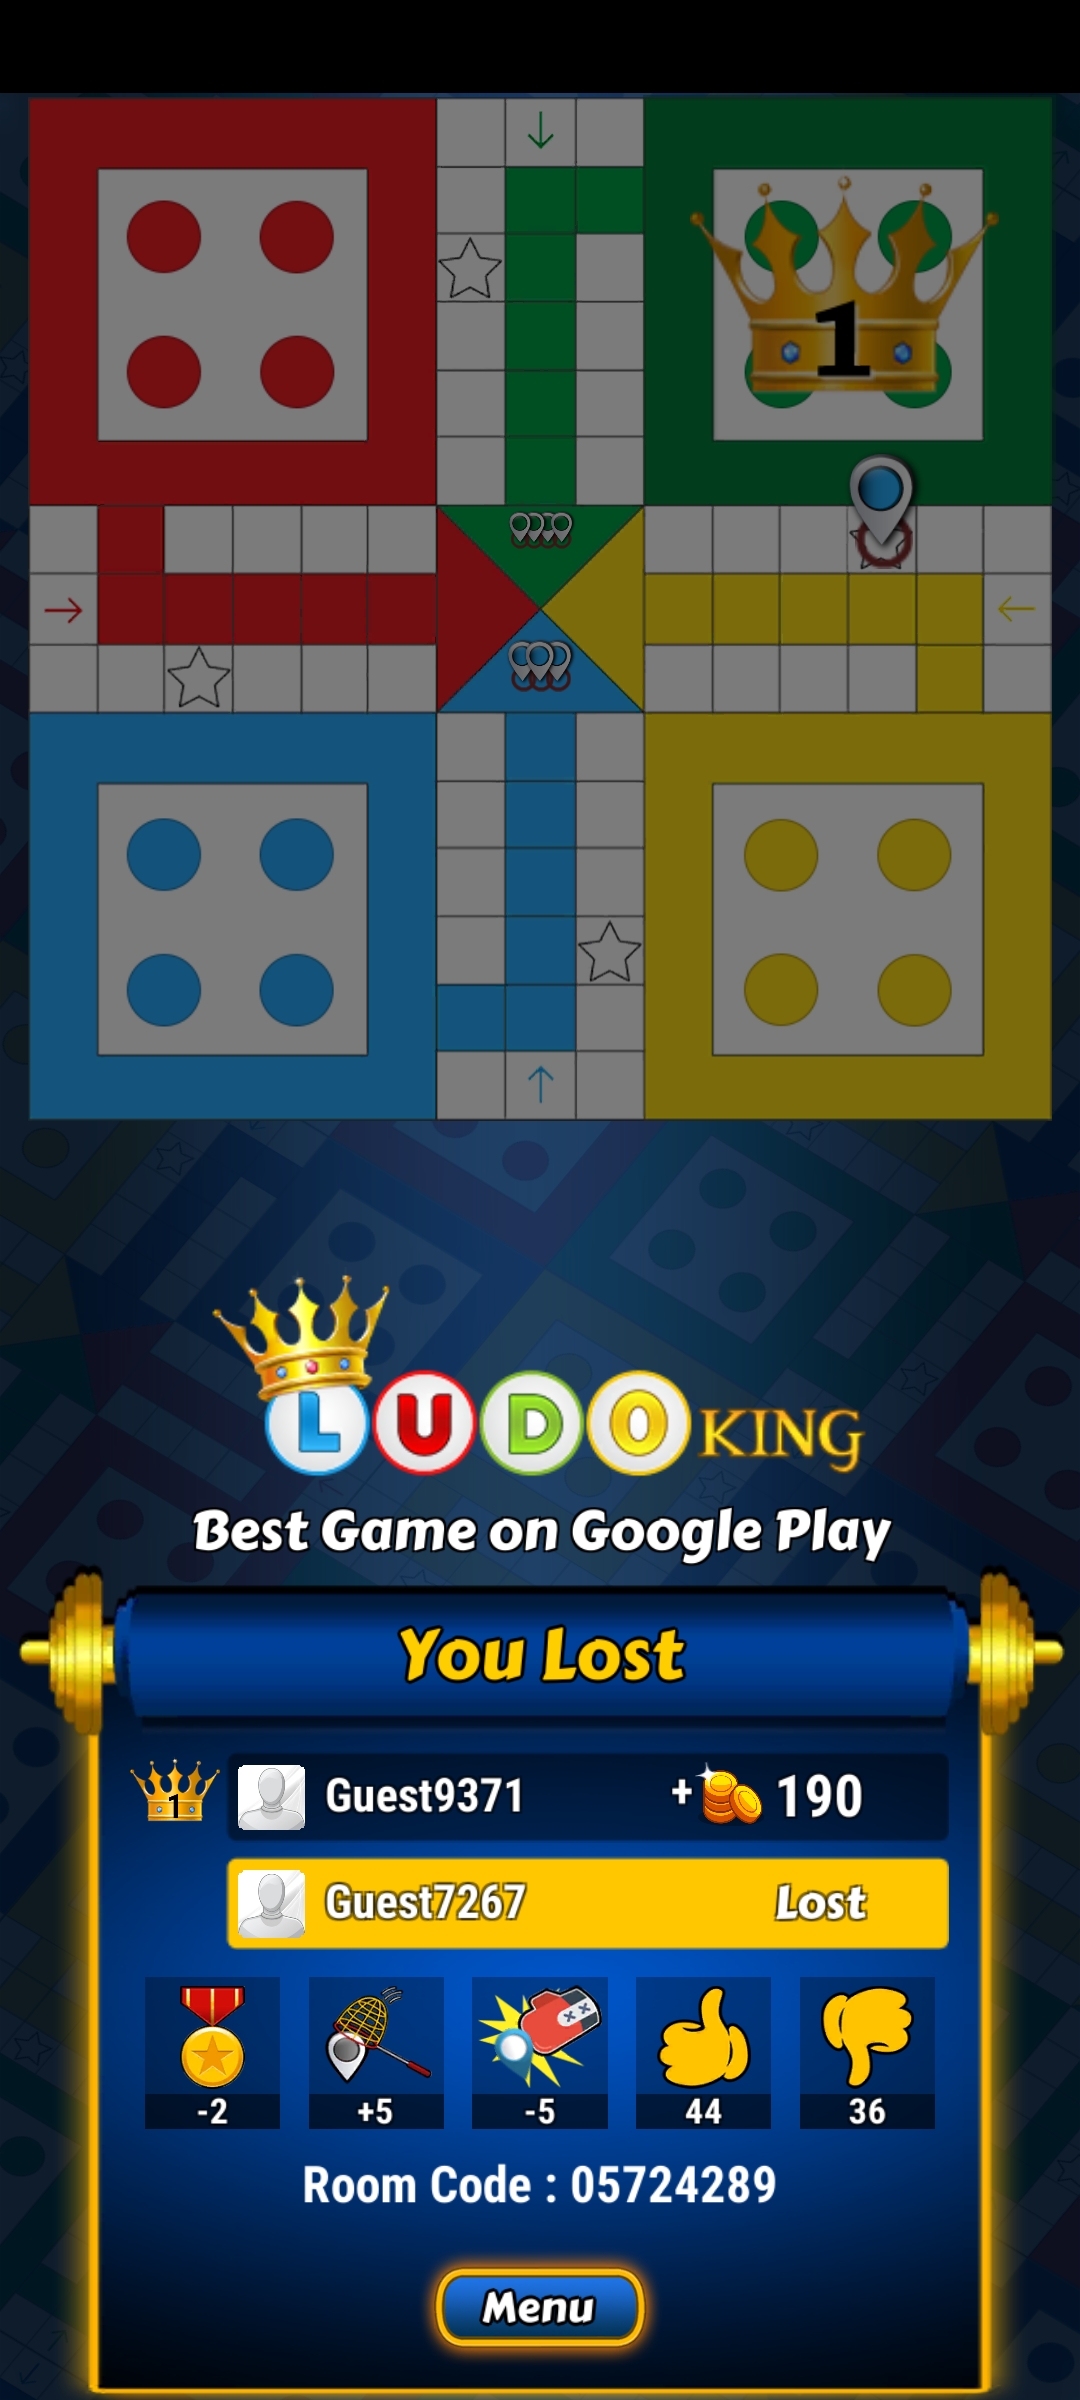 1
LUDO KING
Best Game on Google Play
You Lost
1 Guest9371 + 190
Guest7267 Lost
-2 +5 -5 44 36
Room Code : 05724289
Menu